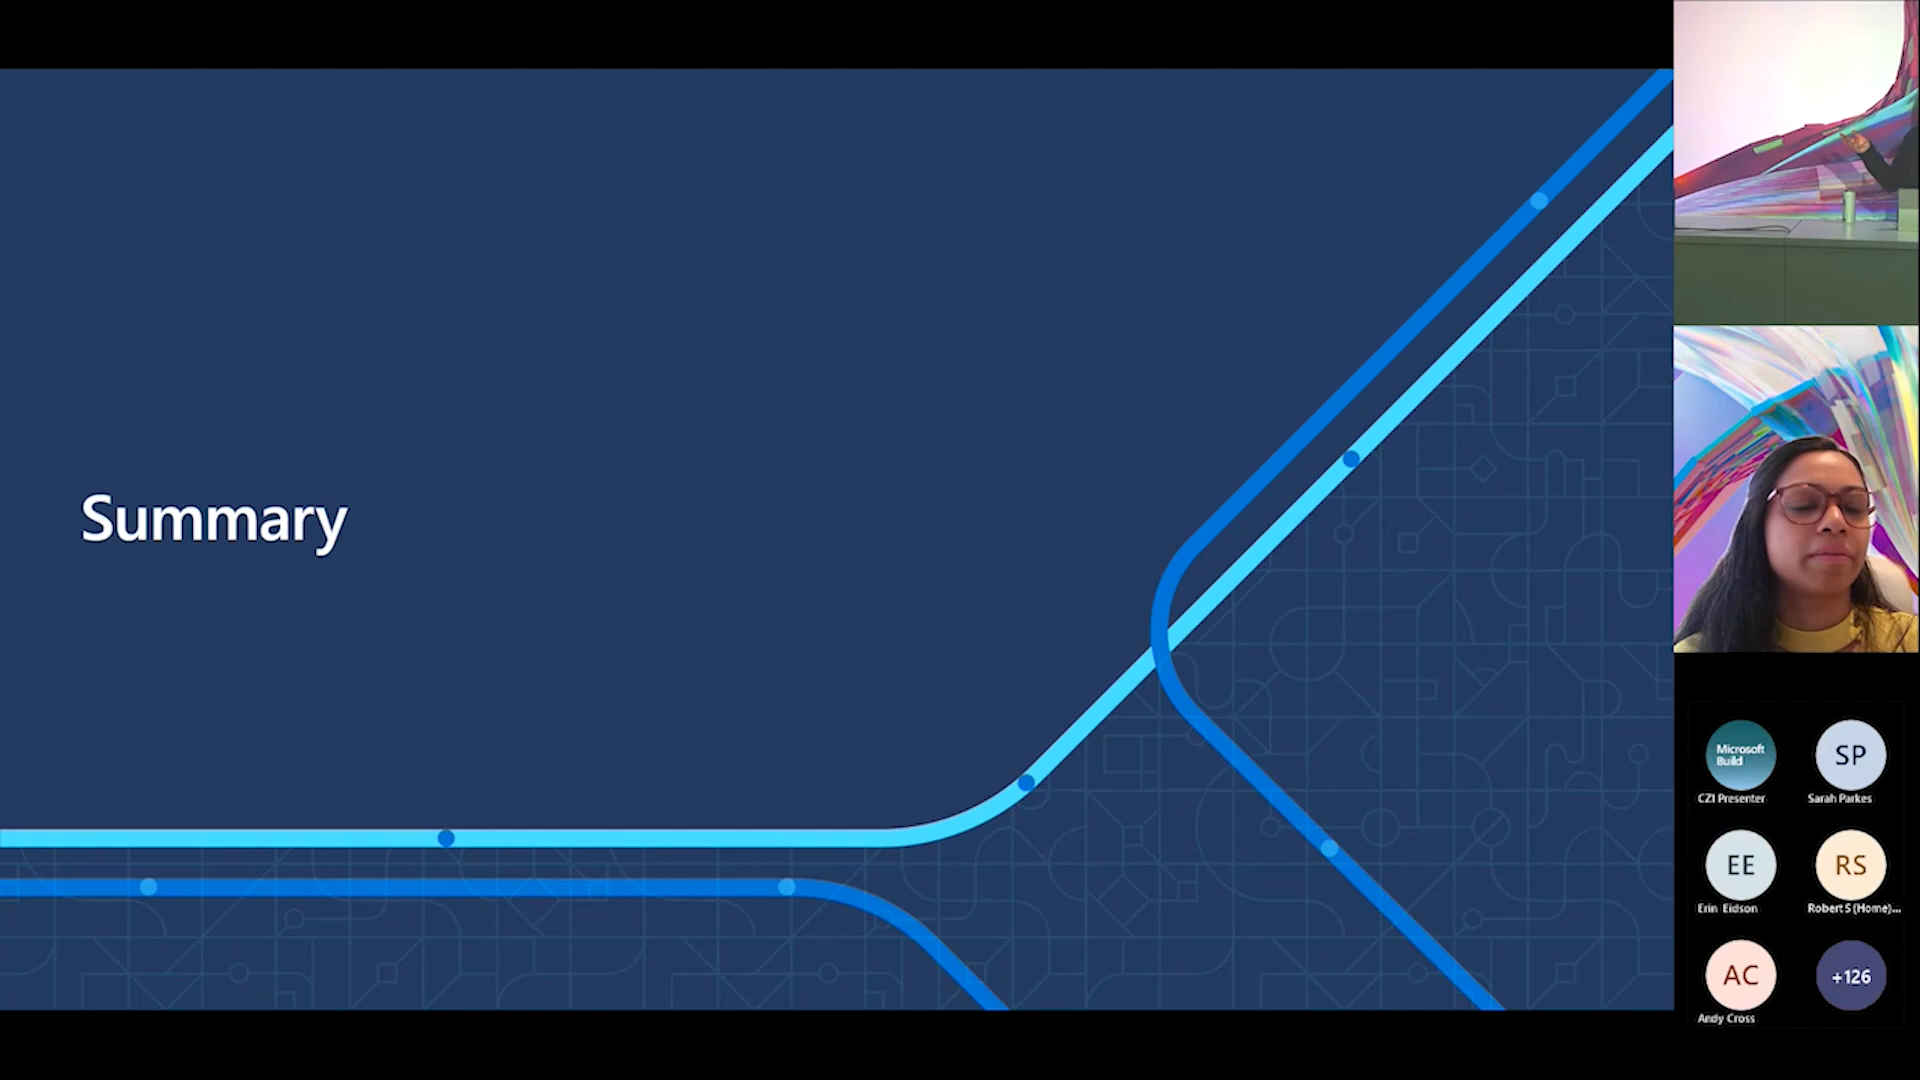 Summary
Microsoft
Build
CZI Presenter
SP
Sarah Parkes
EE
Erin Eidson
RS
Robert S (Home)...
AC
Andy Cross
+126